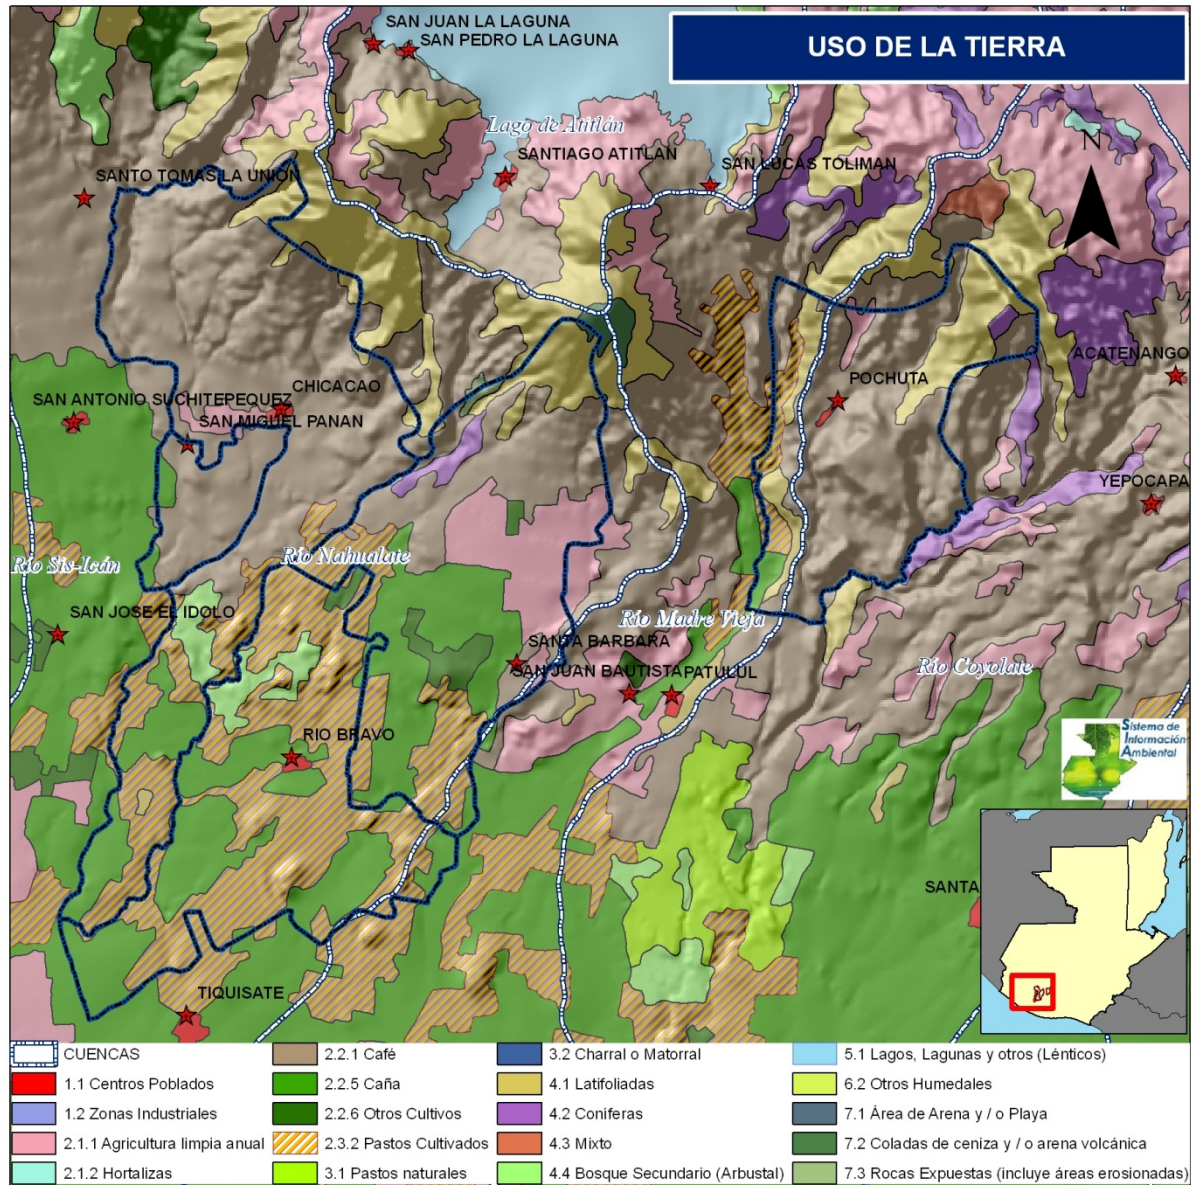 USO DE LA TIERRA
SAN JUAN LA LAGUNA
SAN PEDRO LA LAGUNA
Lago de Atitlán
SANTIAGO ATITLAN
SAN LUCAS TOLIMAN
N
SANTO TOMAS LA UNION
ACATENANGO
POCHUTA
CHICACAO
SAN ANTONIO SUCHITEPEQUEZ
SAN MIGUEL PANAN
YEPOCAPA
Río Sis-Icán
Río Nahualate
SAN JOSE EL IDOLO
Río Madre Vieja
SANTA BARBARA
SAN JUAN BAUTISTA
PATULUL
Río Coyolate
RIO BRAVO
Sistema de
Información
Ambiental
SANTA
TIQUISATE
CUENCAS
1.1 Centros Poblados
1.2 Zonas Industriales
2.1.1 Agricultura limpia anual
2.1.2 Hortalizas
2.2.1 Café
2.2.5 Caña
2.2.6 Otros Cultivos
2.3.2 Pastos Cultivados
3.1 Pastos naturales
3.2 Charral o Matorral
4.1 Latifoliadas
4.2 Coniferas
4.3 Mixto
4.4 Bosque Secundario (Arbustal)
5.1 Lagos, Lagunas y otros (Lénticos)
6.2 Otros Humedales
7.1 Área de Arena y / o Playa
7.2 Coladas de ceniza y / o arena volcánica
7.3 Rocas Expuestas (incluye áreas erosionadas)